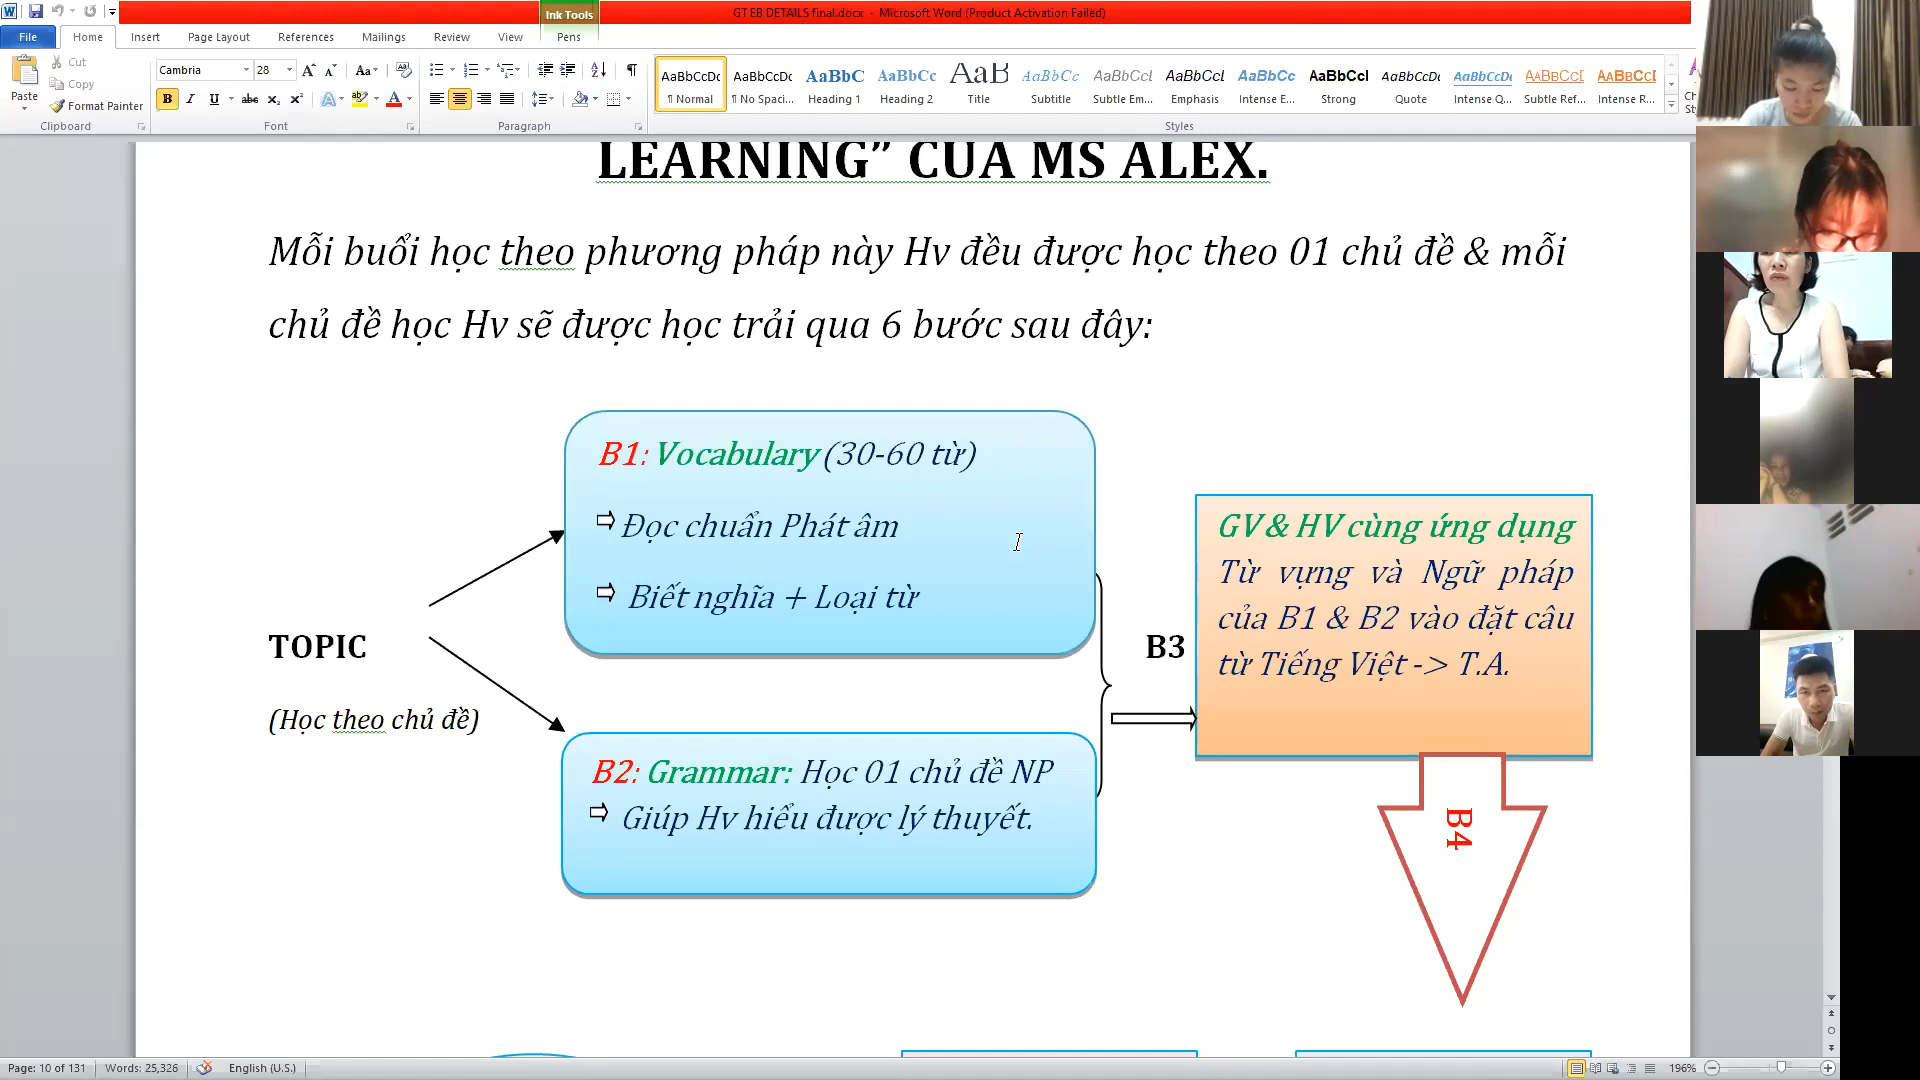 GT EB DETAILS final.docx - Microsoft Word (Product Activation Failed)
Ink Tools
File Home Insert Page Layout References Mailings Review View Pens
Paste
Cut
Copy
Format Painter
Cambria 28
B I U abc x₂ x² A
AaBbCcDc AaBbCcDc AaBbC AaBbCc AaB AaBbCc AaBbCcl AaBbCcL AaBbCc AaBbCcl AaBbCcDc AaBbCcDc AaBbCcD AaBbCcD
¶ Normal ¶ No Spaci... Heading 1 Heading 2 Title Subtitle Subtle Em... Emphasis Intense E... Strong Quote Intense Q... Subtle Ref... Intense R...
Clipboard Font Paragraph Styles
LEARNING” CUA MS ALEX.
Mỗi buổi học theo phương pháp này Hv đều được học theo 01 chủ đề & mỗi
chủ đề học Hv sẽ được học trải qua 6 bước sau đây:
B1: Vocabulary (30-60 từ)
Đọc chuẩn Phát âm
Biết nghĩa + Loại từ
TOPIC
(Học theo chủ đề)
B2: Grammar: Học 01 chủ đề NP
Giúp Hv hiểu được lý thuyết.
B3
GV & HV cùng ứng dụng
Từ vựng và Ngữ pháp
của B1 & B2 vào đặt câu
từ Tiếng Việt -> T.A.
B4
Page: 10 of 131 Words: 25,326 English (U.S.) 196%